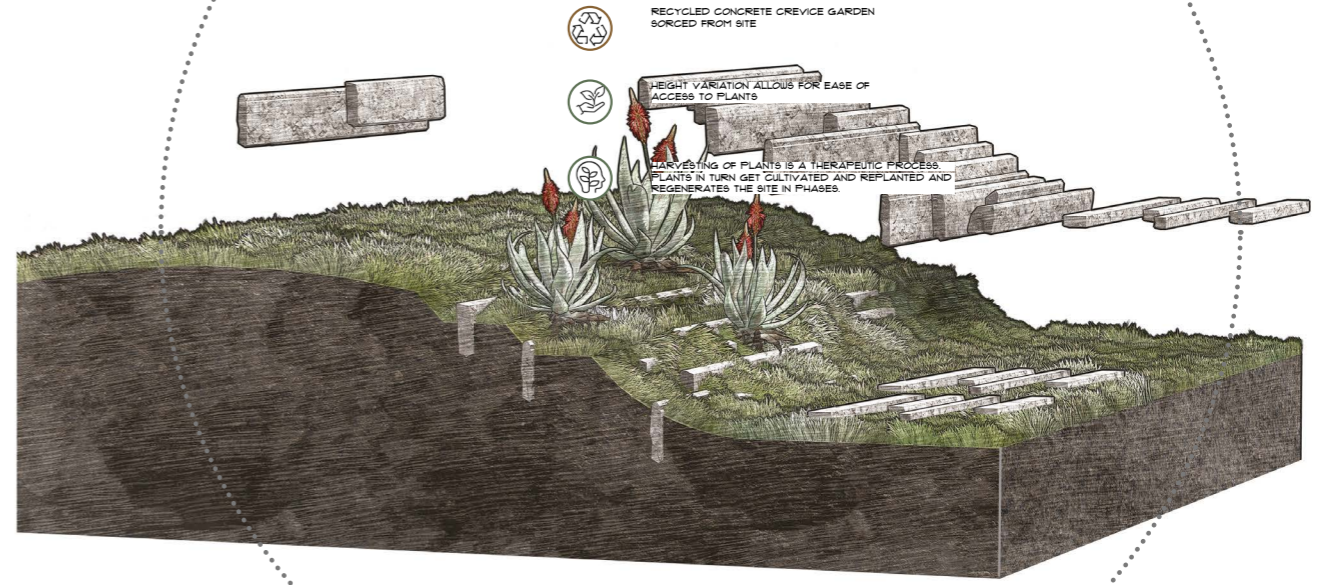 RECYCLED CONCRETE CREVICE GARDEN
SORCED FROM SITE
HEIGHT VARIATION ALLOWS FOR EASE OF
ACCESS TO PLANTS
HARVESTING OF PLANTS IS A THERAPEUTIC PROCESS.
PLANTS IN TURN GET CULTIVATED AND REPLANTED AND
REGENERATES THE SITE IN PHASES.